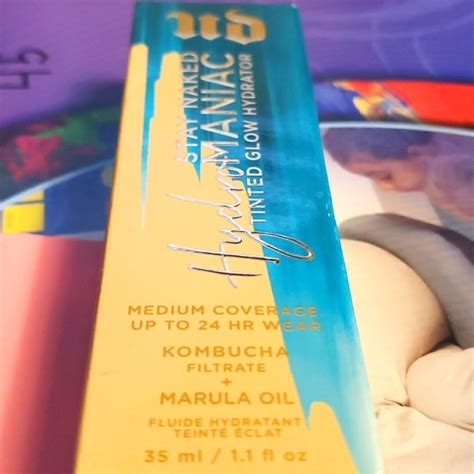 UD
STAY NAKED
HydroMANIAC
TINTED GLOW HYDRATOR
MEDIUM COVERAGE
UP TO 24 HR WEAR
KOMBUCHA
FILTRATE
+
MARULA OIL
FLUIDE HYDRATANT
TEINTÉ ÉCLAT
35 ml / 1.1 fl oz
45